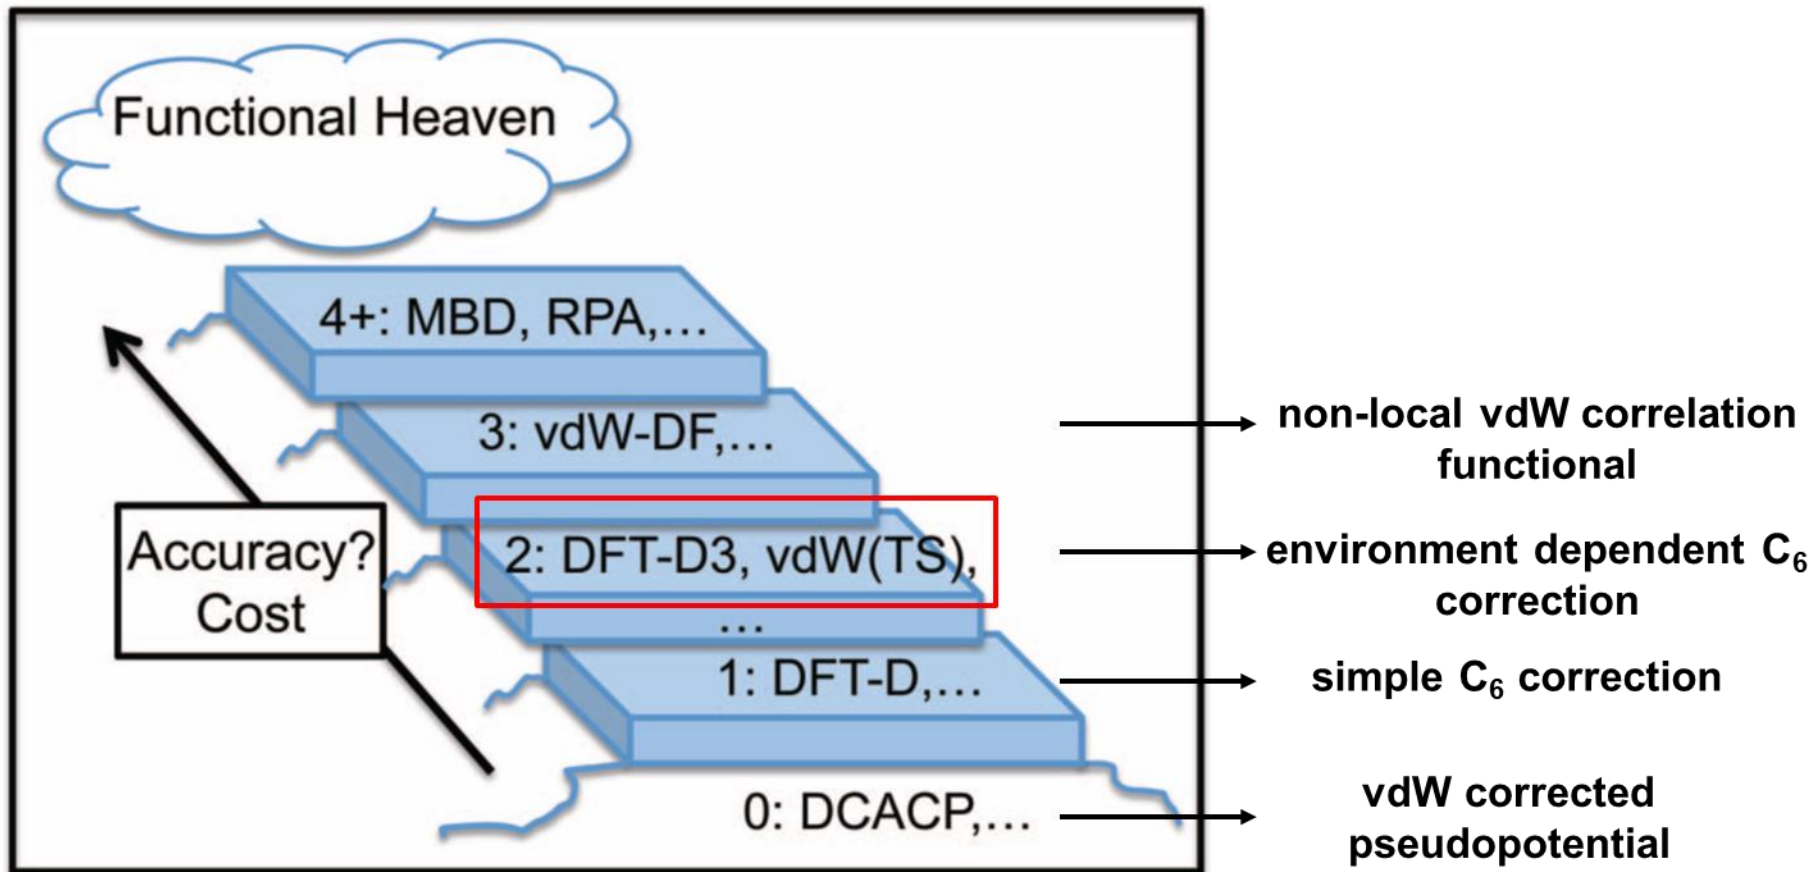 Functional Heaven
4+: MBD, RPA,…
3: vdW-DF,…
non-local vdW correlation
functional
Accuracy?
Cost
2: DFT-D3, vdW(TS),
…
environment dependent C₆
correction
1: DFT-D,…
simple C₆ correction
0: DCACP,…
vdW corrected
pseudopotential